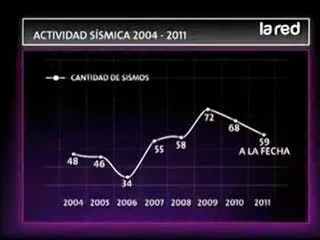 la red
ACTIVIDAD SÍSMICA 2004 - 2011
CANTIDAD DE SISMOS
48
46
34
55
58
72
68
59
A LA FECHA
2004 2005 2006 2007 2008 2009 2010 2011